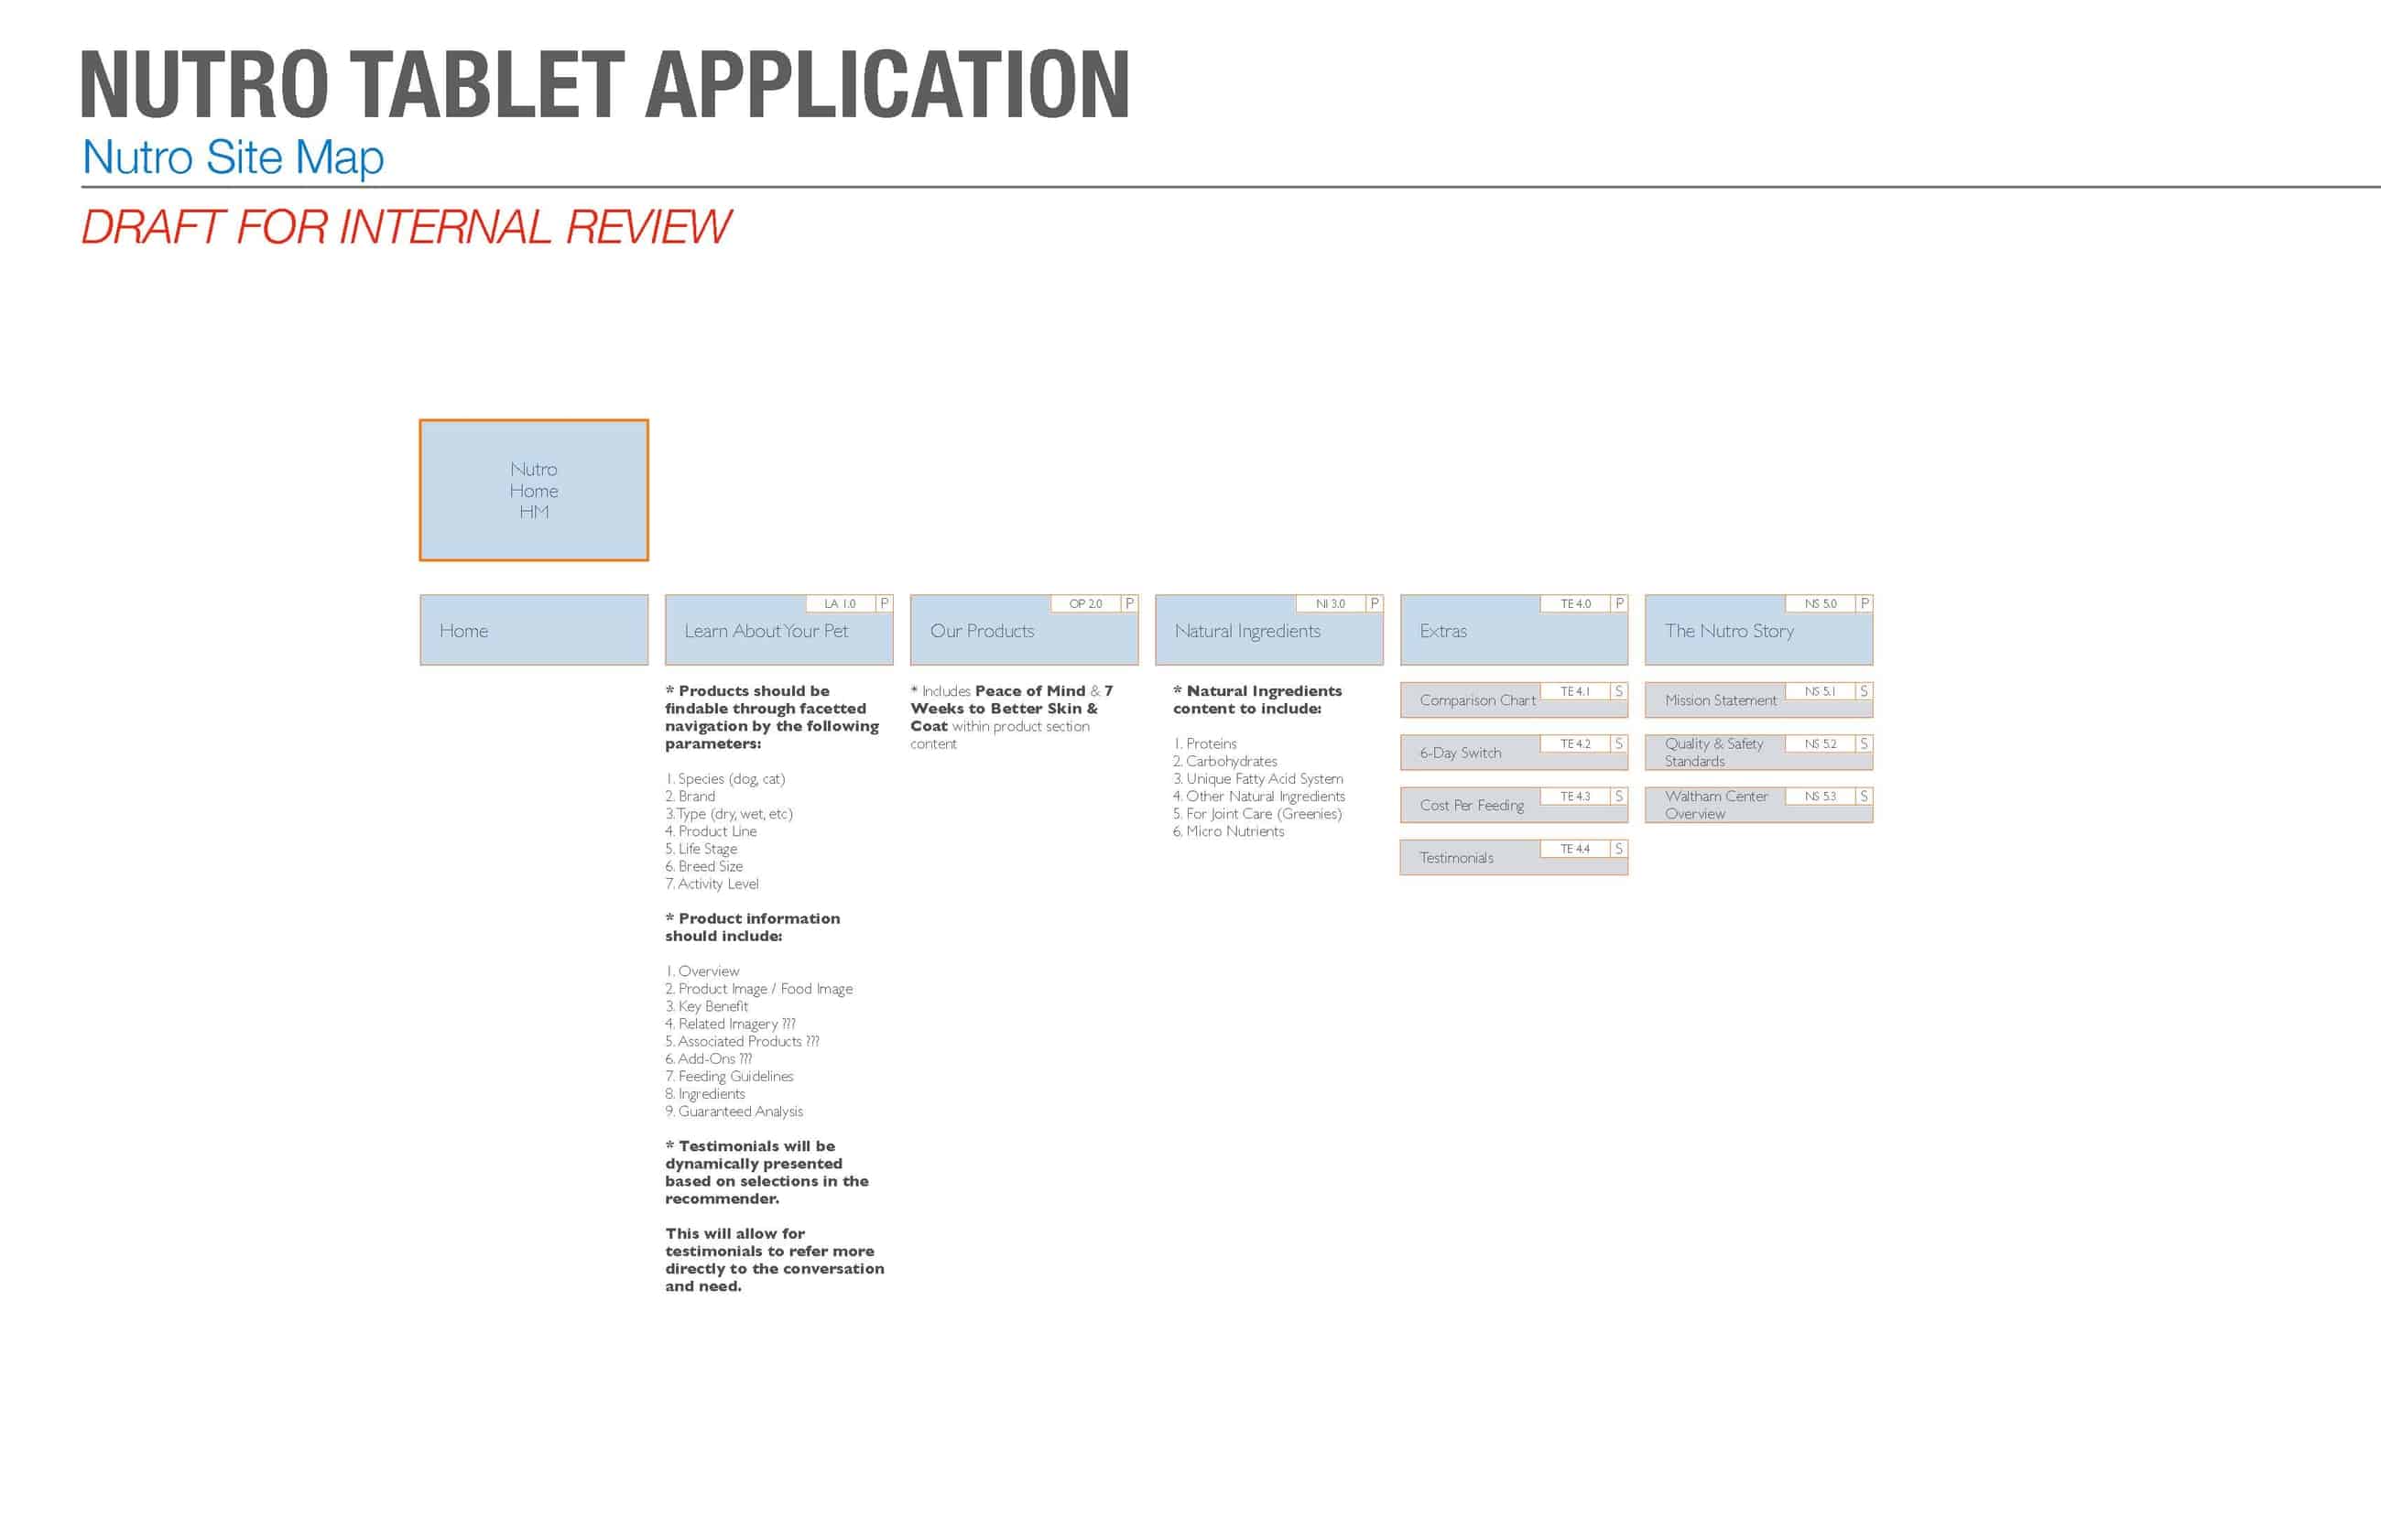 NUTRO TABLET APPLICATION
Nutro Site Map
DRAFT FOR INTERNAL REVIEW
Nutro
Home
HM
Home
LA 1.0 P
Learn About Your Pet
* Products should be
findable through facetted
navigation by the following
parameters:
1. Species (dog, cat)
2. Brand
3. Type (dry, wet, etc)
4. Product Line
5. Life Stage
6. Breed Size
7. Activity Level
* Product information
should include:
1. Overview
2. Product Image / Food Image
3. Key Benefit
4. Related Imagery ???
5. Associated Products ???
6. Add-Ons ???
7. Feeding Guidelines
8. Ingredients
9. Guaranteed Analysis
* Testimonials will be
dynamically presented
based on selections in the
recommender.
This will allow for
testimonials to refer more
directly to the conversation
and need.
OP 2.0 P
Our Products
* Includes Peace of Mind & 7
Weeks to Better Skin &
Coat within product section
content
NI 3.0 P
Natural Ingredients
* Natural Ingredients
content to include:
1. Proteins
2. Carbohydrates
3. Unique Fatty Acid System
4. Other Natural Ingredients
5. For Joint Care (Greenies)
6. Micro Nutrients
TE 4.0 P
Extras
Comparison Chart TE 4.1 S
6-Day Switch TE 4.2 S
Cost Per Feeding TE 4.3 S
Testimonials TE 4.4 S
NS 5.0 P
The Nutro Story
Mission Statement NS 5.1 S
Quality & Safety NS 5.2 S
Standards
Waltham Center NS 5.3 S
Overview